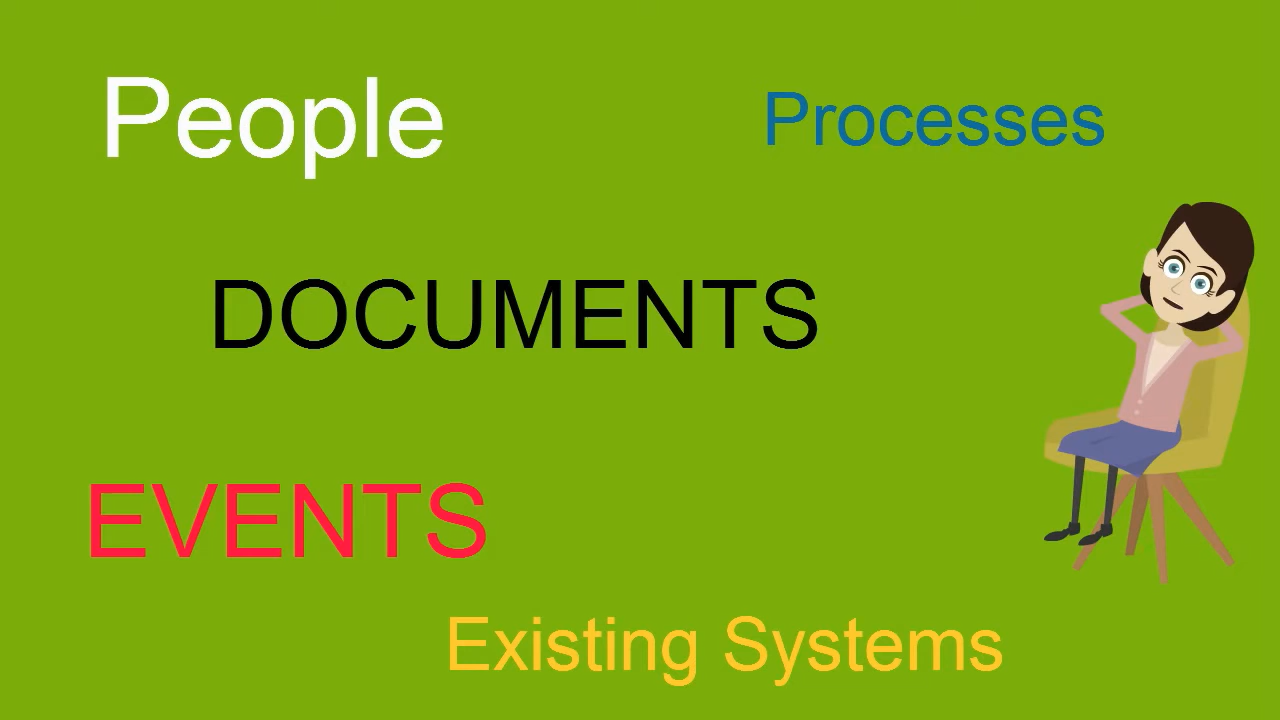 People
Processes
DOCUMENTS
EVENTS
Existing Systems